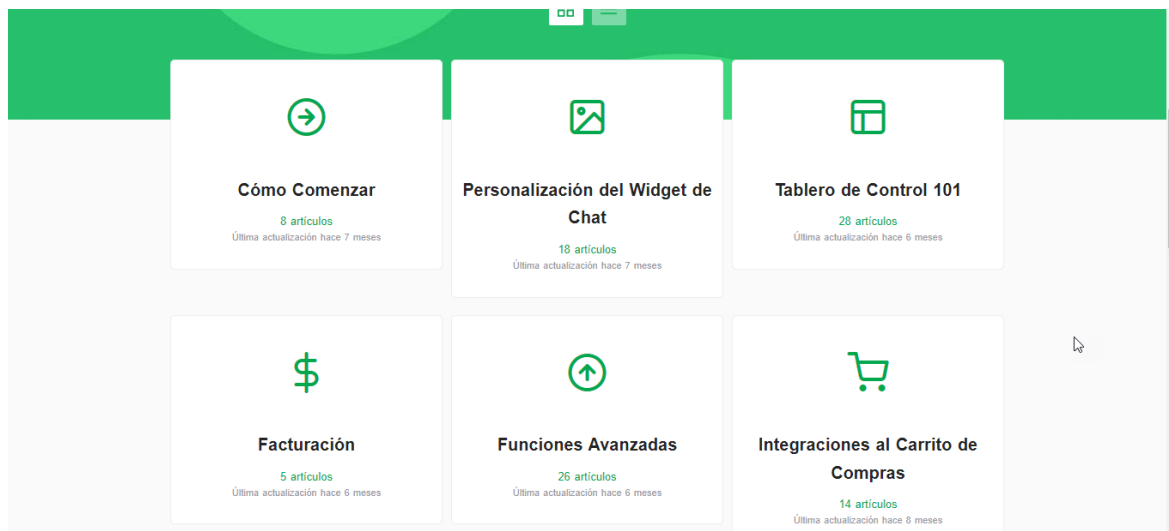 Cómo Comenzar
8 artículos
Última actualización hace 7 meses
Personalización del Widget de
Chat
18 artículos
Última actualización hace 7 meses
Tablero de Control 101
28 artículos
Última actualización hace 6 meses
Facturación
5 artículos
Última actualización hace 6 meses
Funciones Avanzadas
26 artículos
Última actualización hace 6 meses
Integraciones al Carrito de
Compras
14 artículos
Última actualización hace 8 meses